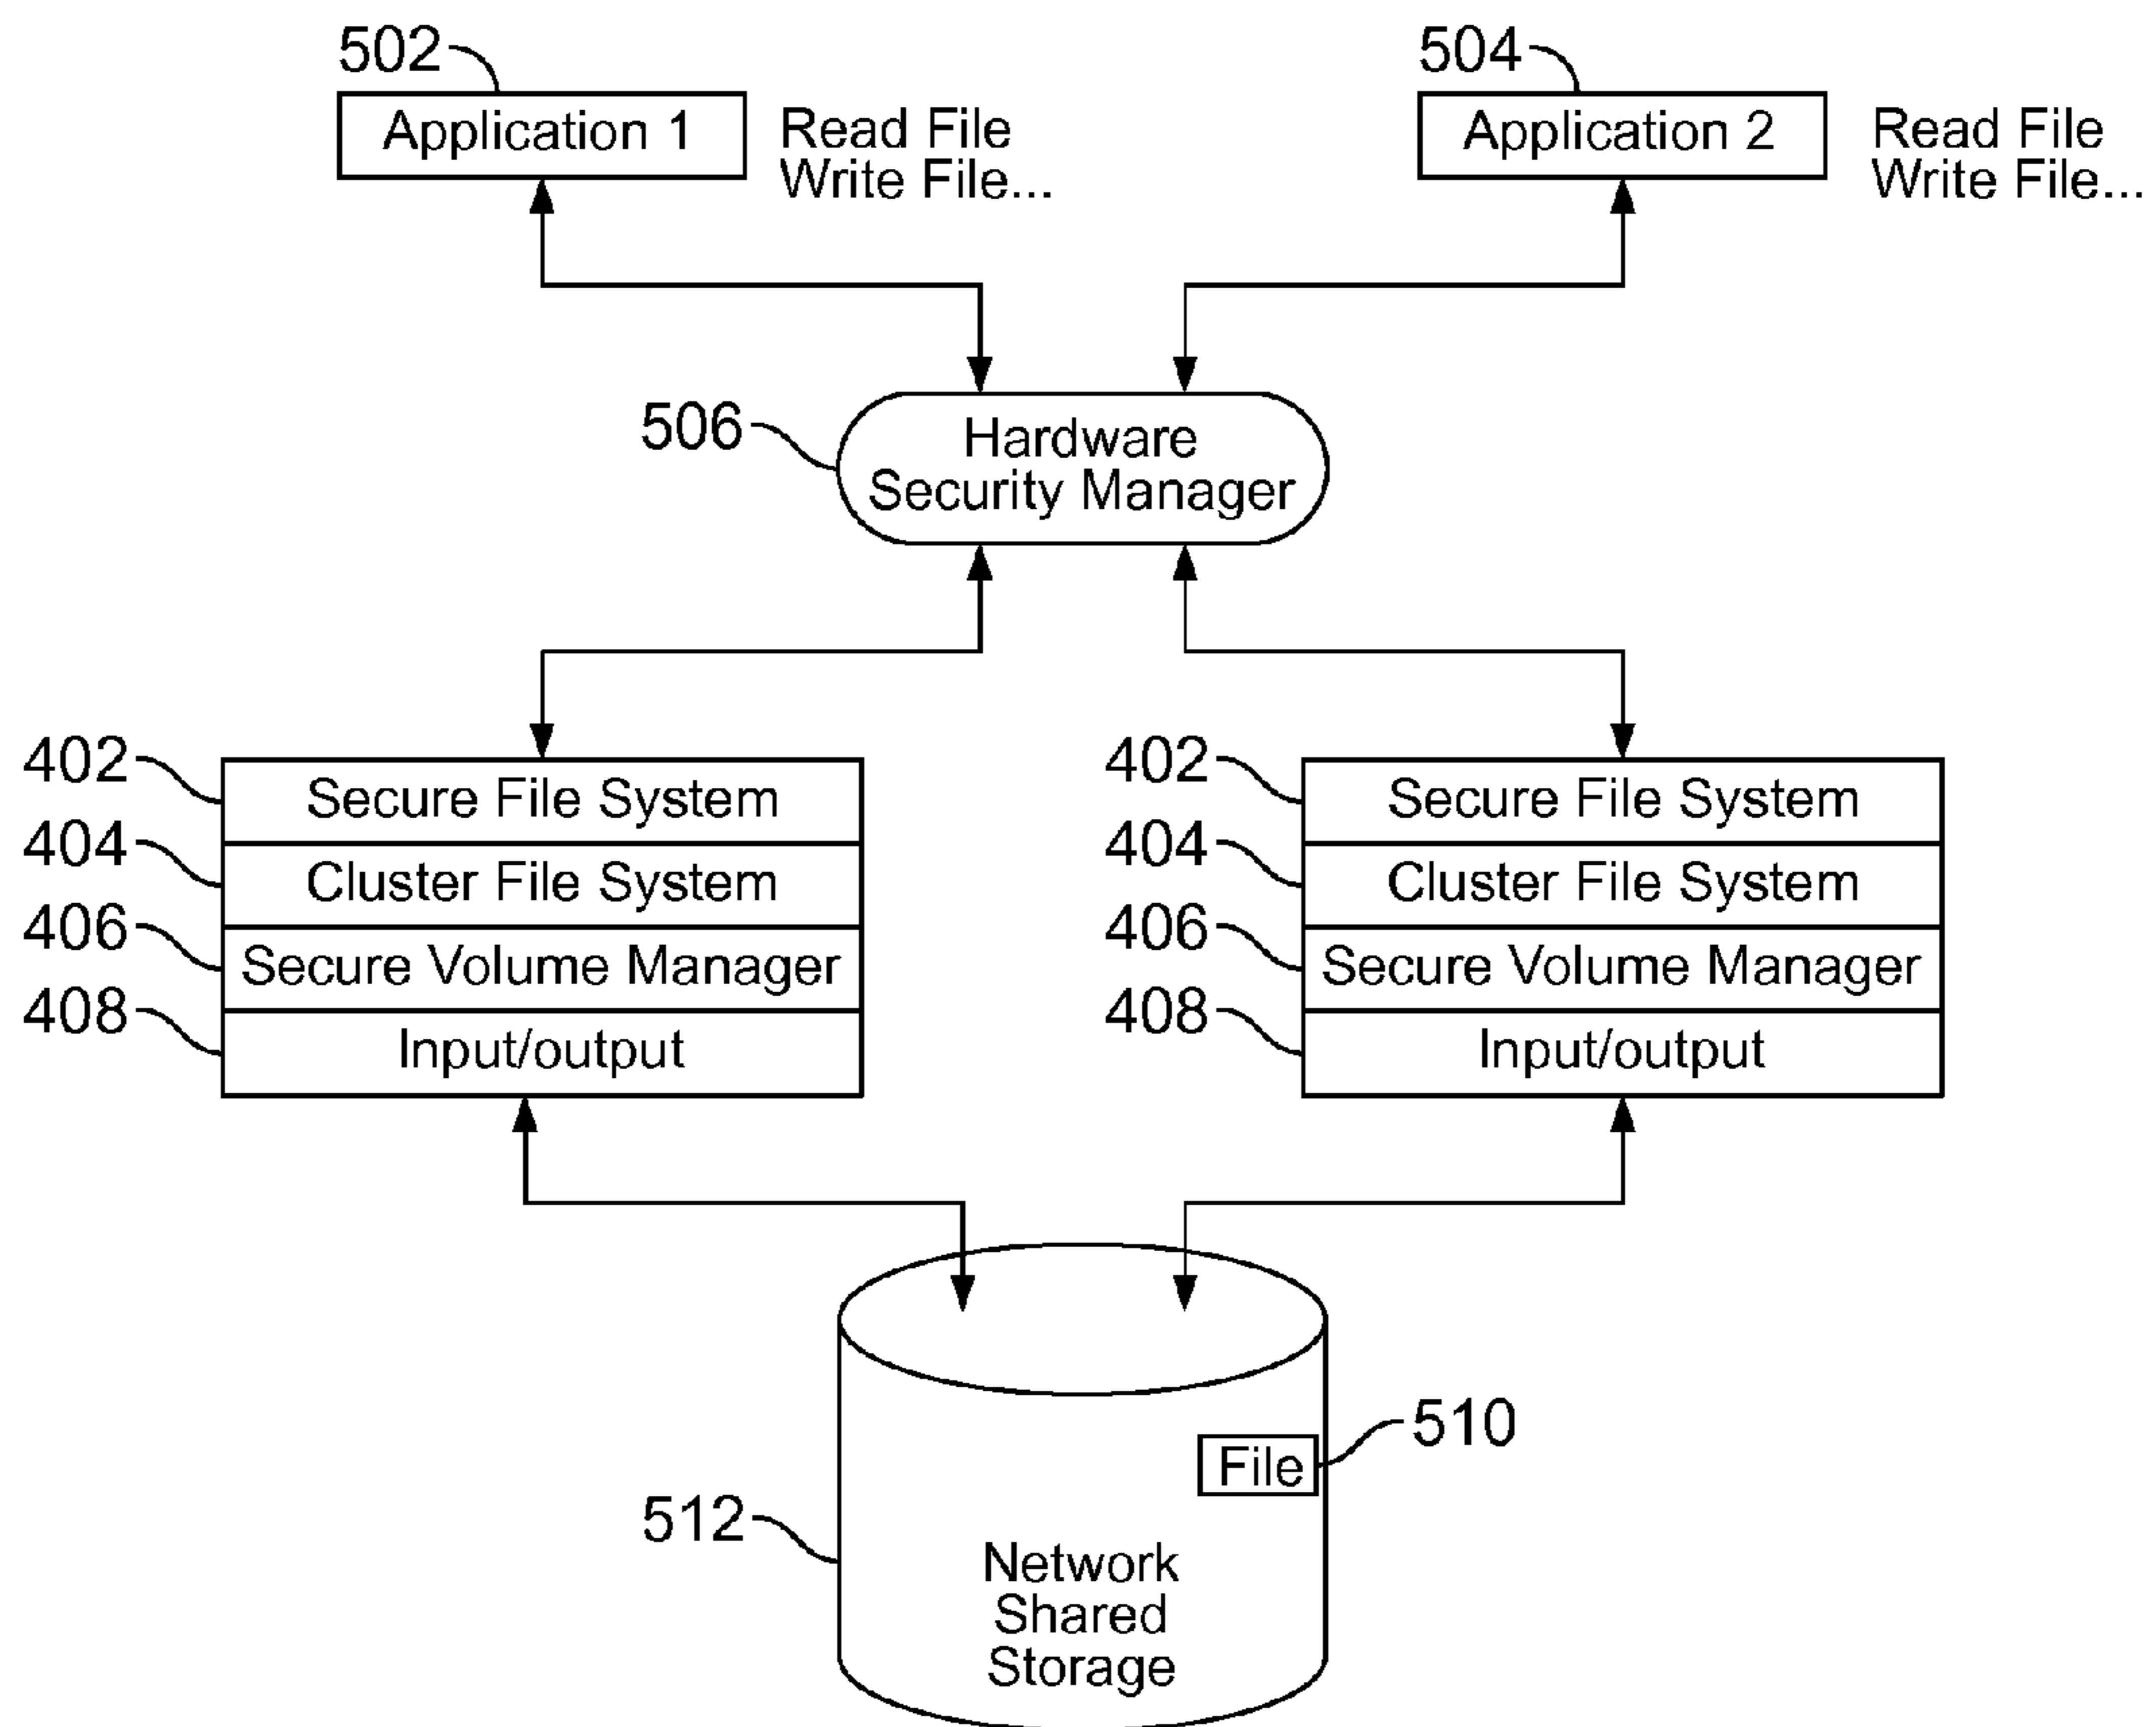 502
504
Application 1
Read File
Write File...
Application 2
Read File
Write File...
506
Hardware
Security Manager
402
Secure File System
404
Cluster File System
406
Secure Volume Manager
408
Input/output
402
Secure File System
404
Cluster File System
406
Secure Volume Manager
408
Input/output
510
File
512
Network
Shared
Storage